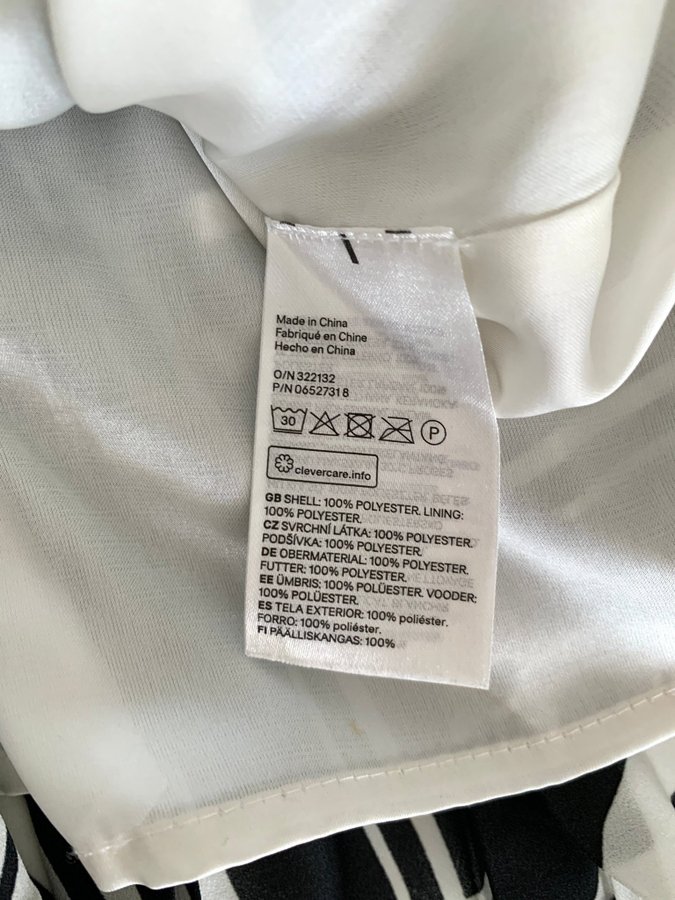 Made in China
Fabriqué en Chine
Hecho en China
O/N 322132
P/N 0652731 8
30
P
clevercare.info
GB SHELL: 100% POLYESTER. LINING:
100% POLYESTER.
CZ SVRCHNÍ LÁTKA: 100% POLYESTER.
PODŠÍVKA: 100% POLYESTER.
DE OBERMATERIAL: 100% POLYESTER.
FUTTER: 100% POLYESTER.
EE ÜMBRIS: 100% POLÜESTER. VOODER:
100% POLÜESTER.
ES TELA EXTERIOR: 100% poliéster.
FORRO: 100% poliéster.
FI PÄÄLLISKANGAS: 100%